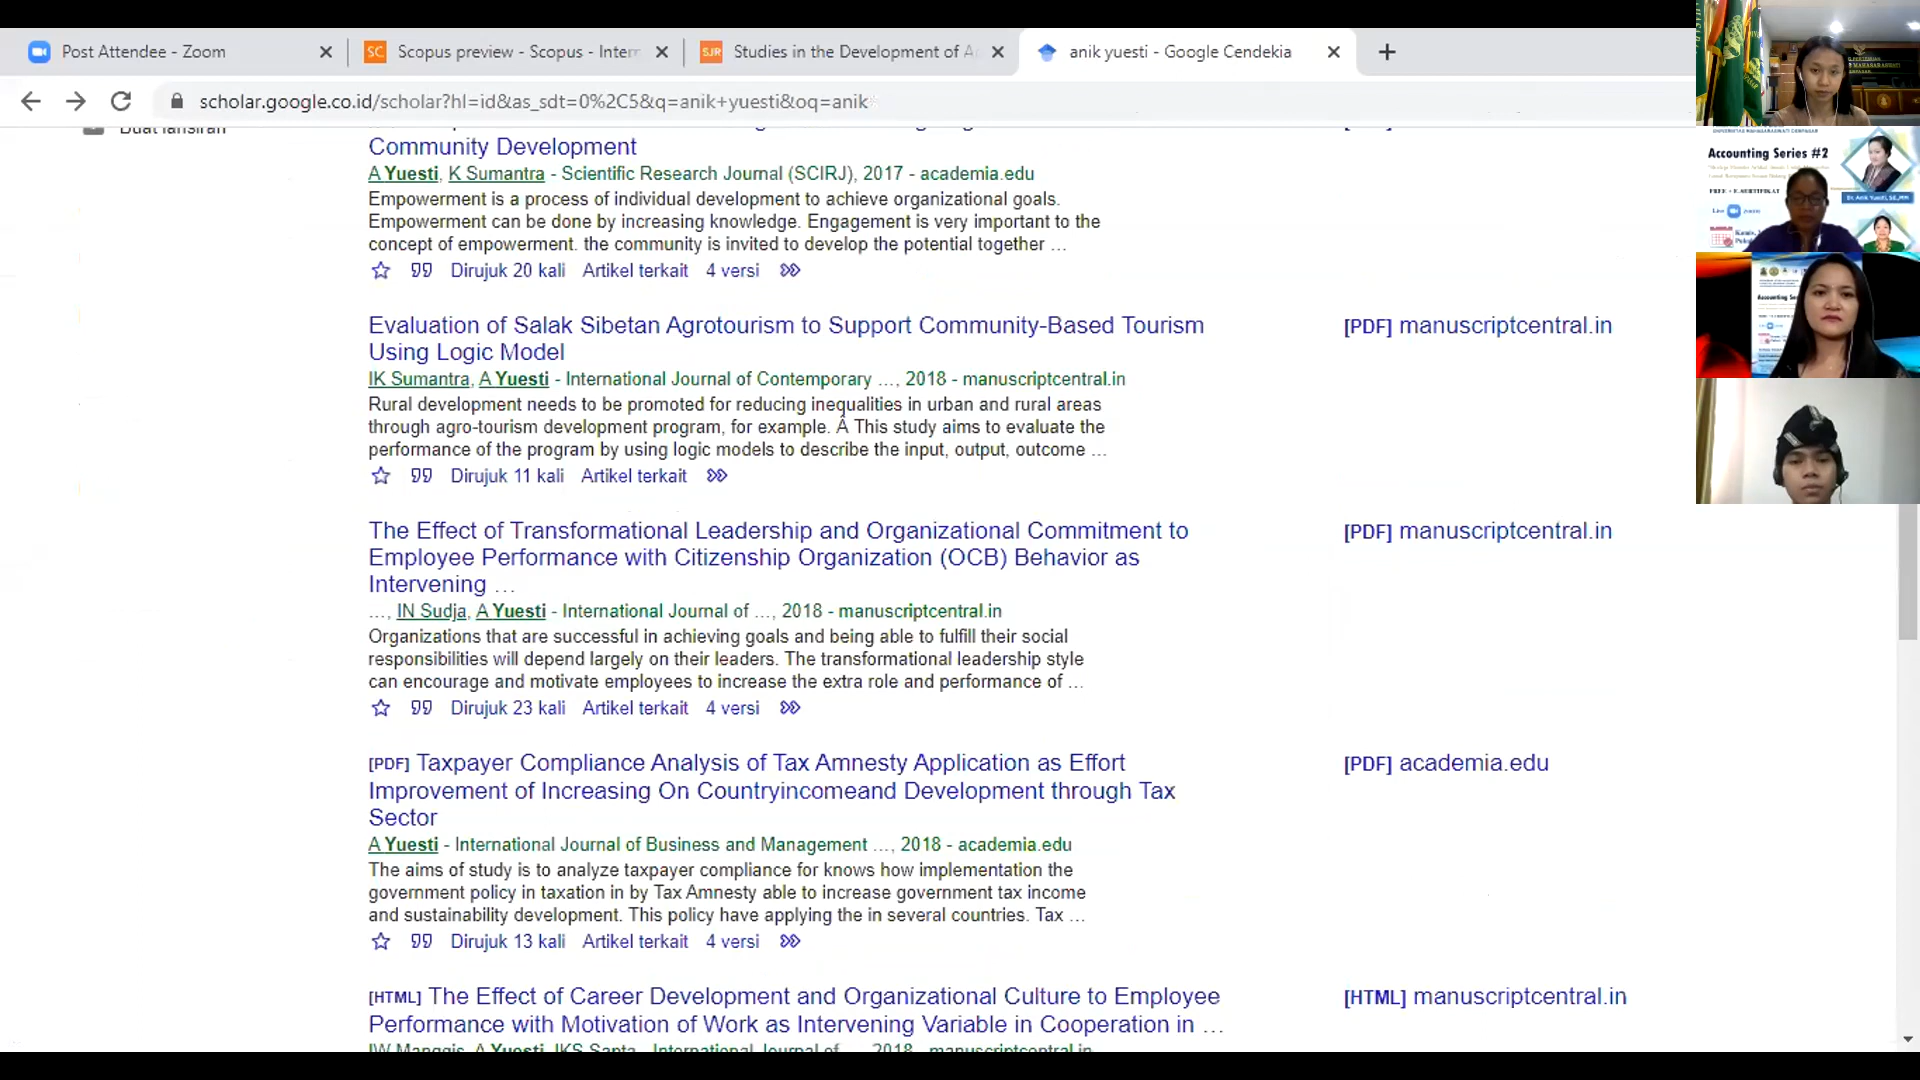 Post Attendee - Zoom
SC Scopus preview - Scopus - Inter
SJR Studies in the Development of A
anik yuesti - Google Cendekia
scholar.google.co.id/scholar?hl=id&as_sdt=0%2C5&q=anik+yuesti&oq=anik
Buat lansiran
Community Development
A Yuesti, K Sumantra - Scientific Research Journal (SCIRJ), 2017 - academia.edu
Empowerment is a process of individual development to achieve organizational goals.
Empowerment can be done by increasing knowledge. Engagement is very important to the
concept of empowerment. the community is invited to develop the potential together ...
Dirujuk 20 kali Artikel terkait 4 versi
Evaluation of Salak Sibetan Agrotourism to Support Community-Based Tourism
Using Logic Model
[PDF] manuscriptcentral.in
IK Sumantra, A Yuesti - International Journal of Contemporary ..., 2018 - manuscriptcentral.in
Rural development needs to be promoted for reducing inequalities in urban and rural areas
through agro-tourism development program, for example. Â This study aims to evaluate the
performance of the program by using logic models to describe the input, output, outcome ...
Dirujuk 11 kali Artikel terkait
The Effect of Transformational Leadership and Organizational Commitment to
Employee Performance with Citizenship Organization (OCB) Behavior as
Intervening ...
[PDF] manuscriptcentral.in
..., IN Sudja, A Yuesti - International Journal of ..., 2018 - manuscriptcentral.in
Organizations that are successful in achieving goals and being able to fulfill their social
responsibilities will depend largely on their leaders. The transformational leadership style
can encourage and motivate employees to increase the extra role and performance of ...
Dirujuk 23 kali Artikel terkait 4 versi
[PDF] Taxpayer Compliance Analysis of Tax Amnesty Application as Effort
Improvement of Increasing On Countryincomeand Development through Tax
Sector
[PDF] academia.edu
A Yuesti - International Journal of Business and Management ..., 2018 - academia.edu
The aims of study is to analyze taxpayer compliance for knows how implementation the
government policy in taxation in by Tax Amnesty able to increase government tax income
and sustainability development. This policy have applying the in several countries. Tax ...
Dirujuk 13 kali Artikel terkait 4 versi
[HTML] The Effect of Career Development and Organizational Culture to Employee
Performance with Motivation of Work as Intervening Variable in Cooperation in ...
[HTML] manuscriptcentral.in
IW Manggis, A Yuesti, IKS Sapta - International Journal of ..., 2018 - manuscriptcentral.in
Accounting Series #2
FREE + E-SERTIFIKAT
Dr. Anik Yuesti, SE.,MM
Live zoom